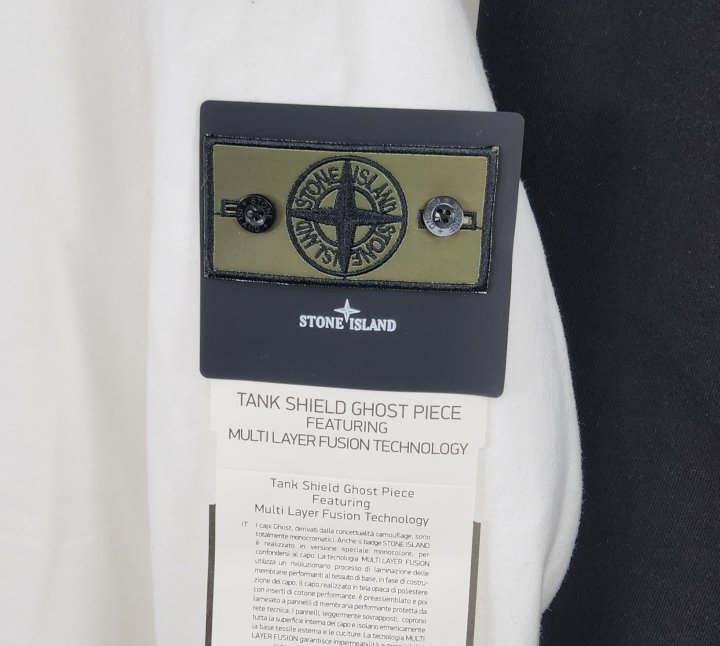 STONE ISLAND
STONE ISLAND
STONE ISLAND
TANK SHIELD GHOST PIECE
FEATURING
MULTI LAYER FUSION TECHNOLOGY
Tank Shield Ghost Piece
Featuring
Multi Layer Fusion Technology
IT I capi Ghost, derivati dalla concettualità camouflage, sono
totalmente monocromatici. Anche il badge STONE ISLAND
è realizzato in versione speciale monocolore, per
confondersi al capo. La tecnologia MULTI LAYER FUSION
utilizza un rivoluzionario processo di laminazione delle
membrane performanti al tessuto di base, in fase di costru-
zione del capo. Il capo, realizzato in tela opaca di poliestere
con inserti di cotone performante, è preassemblato e poi
laminato a pannelli di membrana performante protetta da
rete tecnica. I pannelli, leggermente sovrapposti, coprono
tutta la superficie interna del capo e isolano ermeticamente
la base tessile esterna e le cuciture. La tecnologia MULTI
LAYER FUSION garantisce impermeabilità